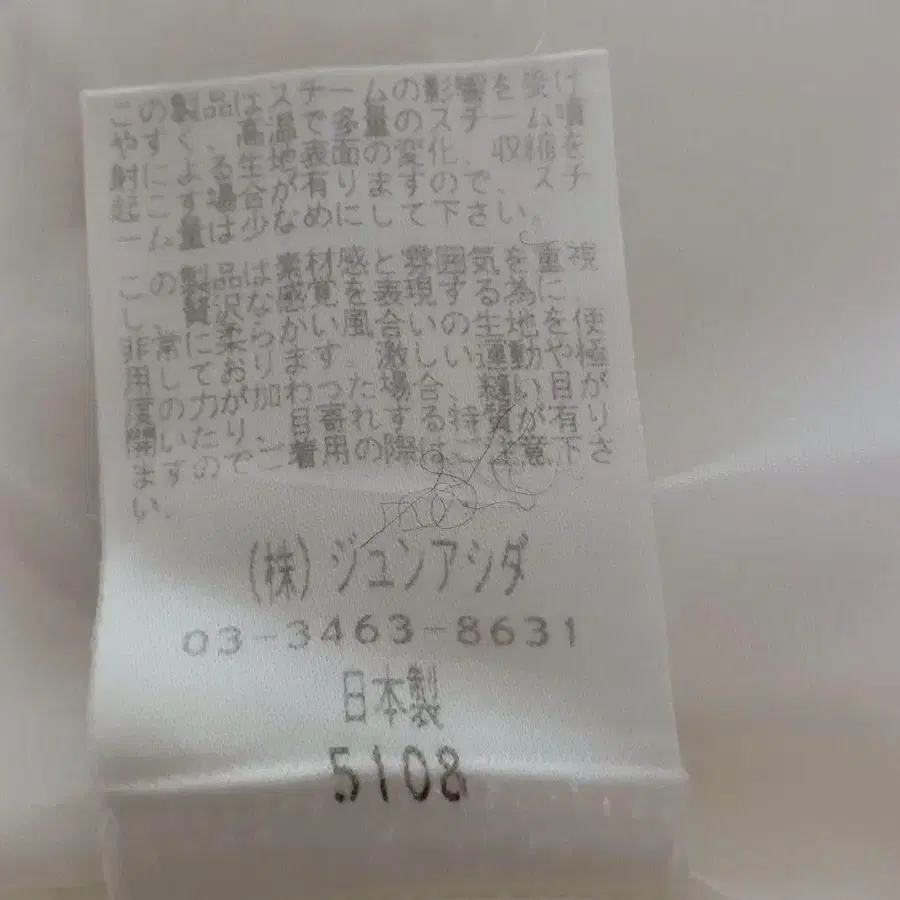 この製品はスチームの影響を受け
やすく、高温で多量のスチーム噴
射による生地表面の変化、収縮を
起こす場合が有りますので、スチ
ーム量は少なめにして下さい。
この製品は素材感と雰囲気を重視
し、贅沢な感覚を表現する為に、
非常に柔らかい風合いの生地を使
用しております。激しい運動や極
度の力が加わった場合、縫い目が
開いたり、目寄れする特質が有り
ますのでご着用の際はご注意下さ
い。
(株)ジュンアシダ
03-3463-8631
日本製
5108